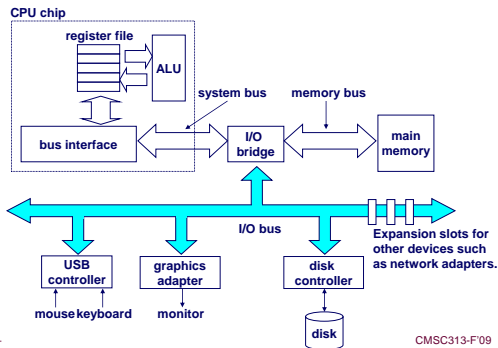 CPU chip
register file
ALU
system bus
memory bus
bus interface
I/O
bridge
main
memory
I/O bus
Expansion slots for
other devices such
as network adapters.
USB
controller
graphics
adapter
disk
controller
mouse keyboard
monitor
disk
CMSC313-F'09